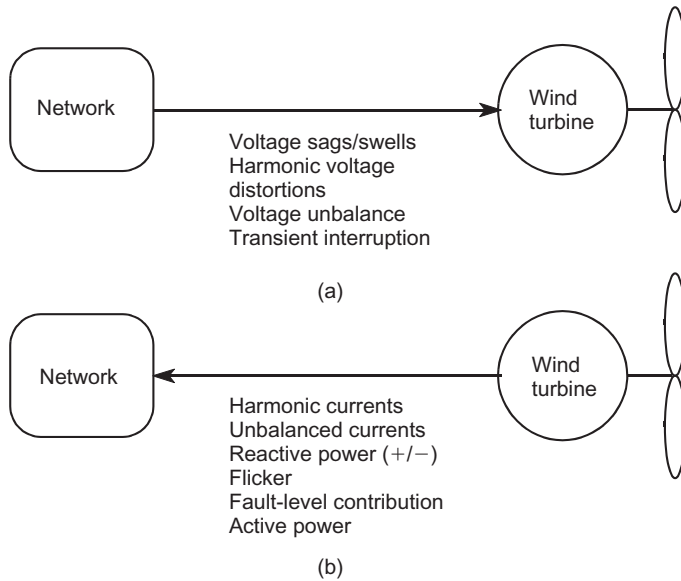 Network
Wind
turbine
Voltage sags/swells
Harmonic voltage
distortions
Voltage unbalance
Transient interruption
(a)
Network
Wind
turbine
Harmonic currents
Unbalanced currents
Reactive power (+/−)
Flicker
Fault-level contribution
Active power
(b)